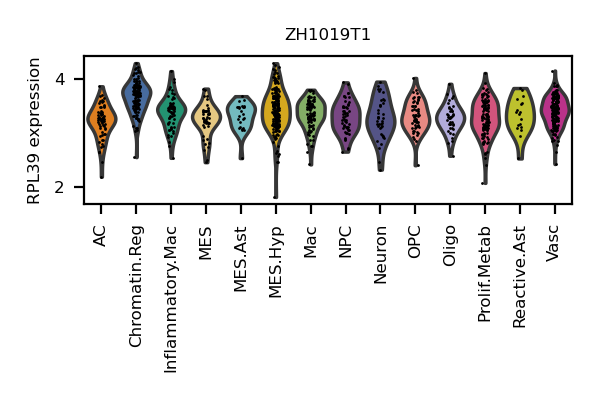 ZH1019T1
RPL39 expression
4
2
AC
Chromatin.Reg
Inflammatory.Mac
MES
MES.Ast
MES.Hyp
Mac
NPC
Neuron
OPC
Oligo
Prolif.Metab
Reactive.Ast
Vasc